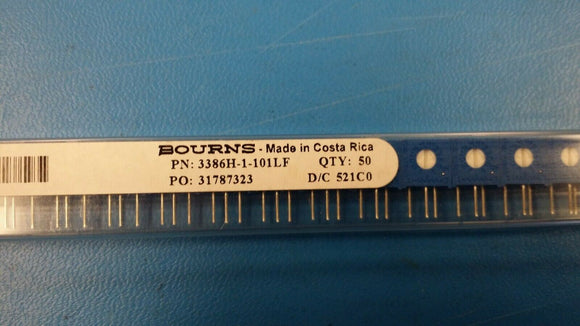 BOURNS - Made in Costa Rica
PN: 3386H-1-101LF QTY: 50
PO: 31787323 D/C 521C0